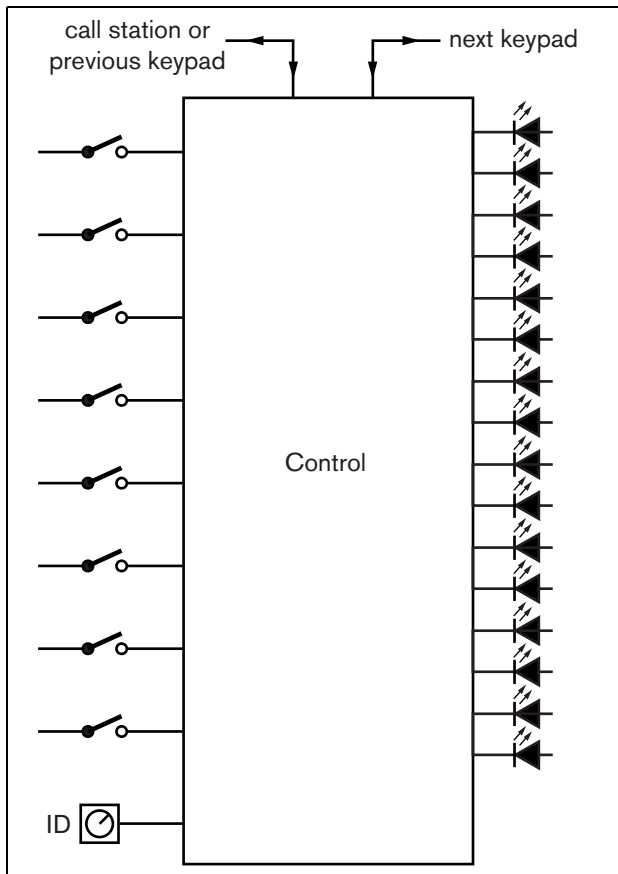 call station or
previous keypad
next keypad
Control
ID